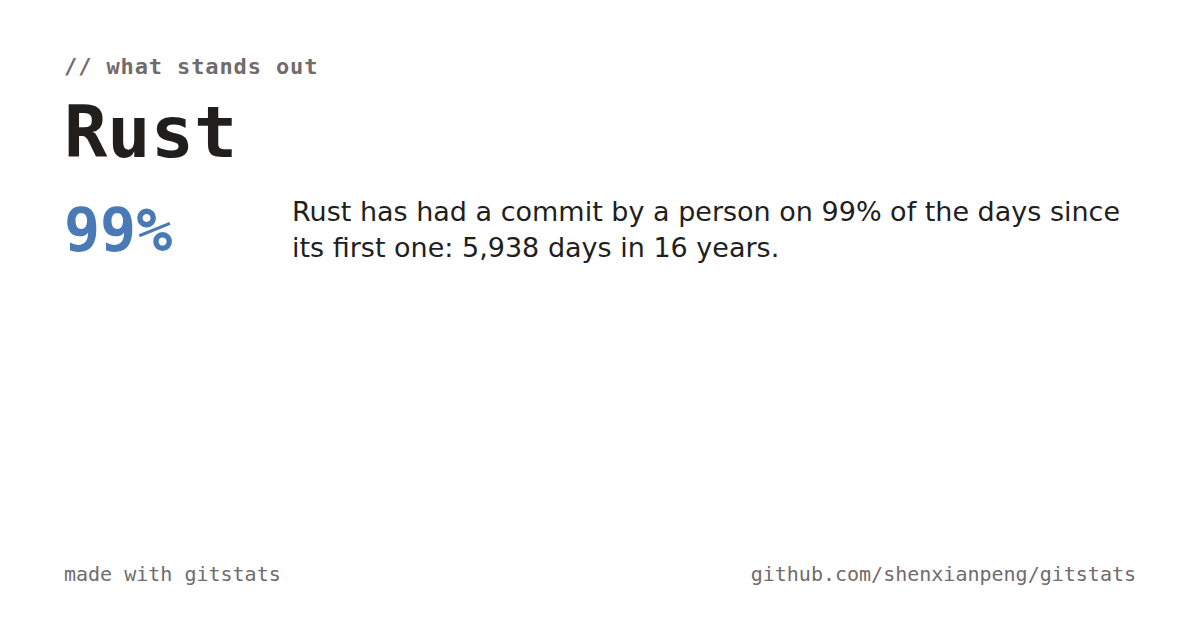 // what stands out
Rust
99%
Rust has had a commit by a person on 99% of the days since
its first one: 5,938 days in 16 years.
made with gitstats
github.com/shenxianpeng/gitstats